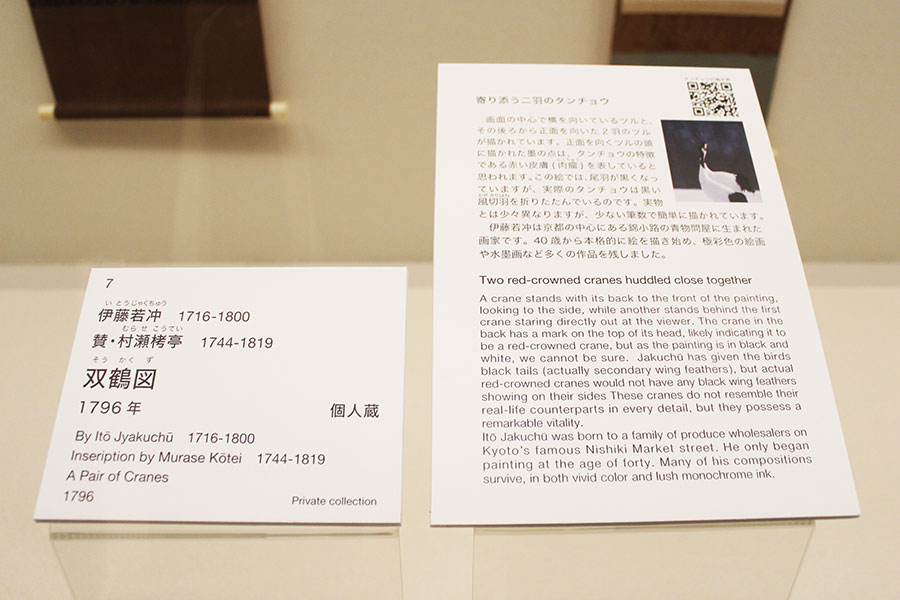 7
いとうじゃくちゅう
伊藤若冲 1716-1800
むらせこうてい
賛・村瀬栲亭 1744-1819
そうかくず
双鶴図
1796年 個人蔵
By Itō Jyakuchū 1716-1800
Inseription by Murase Kōtei 1744-1819
A Pair of Cranes
1796
Private collection
寄り添う二羽のタンチョウ
画面の中心で横を向いているツルと、
その後ろから正面を向いた2羽のツル
が描かれています。正面を向くツルの頭
に描かれた墨の点は、タンチョウの特徴
である赤い皮膚(肉瘤)を表していると
思われます。この絵では、尾羽が黒くなっ
ていますが、実際のタンチョウは黒い
風切羽を折りたたんでいるのです。実物
とは少々異なりますが、少ない筆数で簡単に描かれています。
伊藤若冲は京都の中心にある錦小路の青物問屋に生まれた
画家です。40歳から本格的に絵を描き始め、極彩色の絵画
や水墨画など多くの作品を残しました。
Two red-crowned cranes huddled close together
A crane stands with its back to the front of the painting,
looking to the side, while another stands behind the first
crane staring directly out at the viewer. The crane in the
back has a mark on the top of its head, likely indicating it to
be a red-crowned crane, but as the painting is in black and
white, we cannot be sure. Jakuchū has given the birds
black tails (actually secondary wing feathers), but actual
red-crowned cranes would not have any black wing feathers
showing on their sides These cranes do not resemble their
real-life counterparts in every detail, but they possess a
remarkable vitality.
Itō Jakuchū was born to a family of produce wholesalers on
Kyoto's famous Nishiki Market street. He only began
painting at the age of forty. Many of his compositions
survive, in both vivid color and lush monochrome ink.